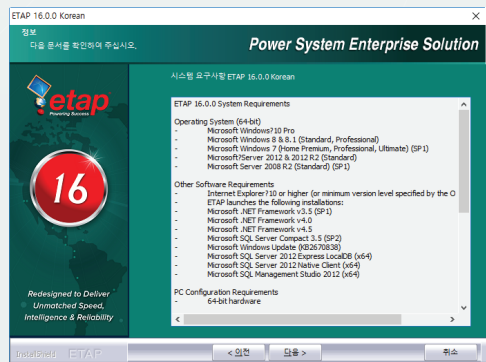 ETAP 16.0.0 Korean
정보
다음 문서를 확인하여 주십시오.
Power System Enterprise Solution
etap
Powering Success
16
Redesigned to Deliver
Unmatched Speed,
Intelligence & Reliability
시스템 요구사항 ETAP 16.0.0 Korean
ETAP 16.0.0 System Requirements
Operating System (64-bit)
- Microsoft Windows?10 Pro
- Microsoft Windows 8 & 8.1 (Standard, Professional)
- Microsoft Windows 7 (Home Premium, Professional, Ultimate) (SP1)
- Microsoft?Server 2012 & 2012 R2 (Standard)
- Microsoft Server 2008 R2 (Standard) (SP1)
Other Software Requirements
- Internet Explorer?10 or higher (or minimum version level specified by the O
- ETAP launches the following installations:
- Microsoft .NET Framework v3.5 (SP1)
- Microsoft .NET Framework v4.0
- Microsoft .NET Framework v4.5
- Microsoft SQL Server Compact 3.5 (SP2)
- Microsoft Windows Update (KB2670838)
- Microsoft SQL Server 2012 Express LocalDB (x64)
- Microsoft SQL Server 2012 Native Client (x64)
- Microsoft SQL Management Studio 2012 (x64)
PC Configuration Requirements
- 64-bit hardware
InstallShield ETAP
< 이전
다음 >
취소